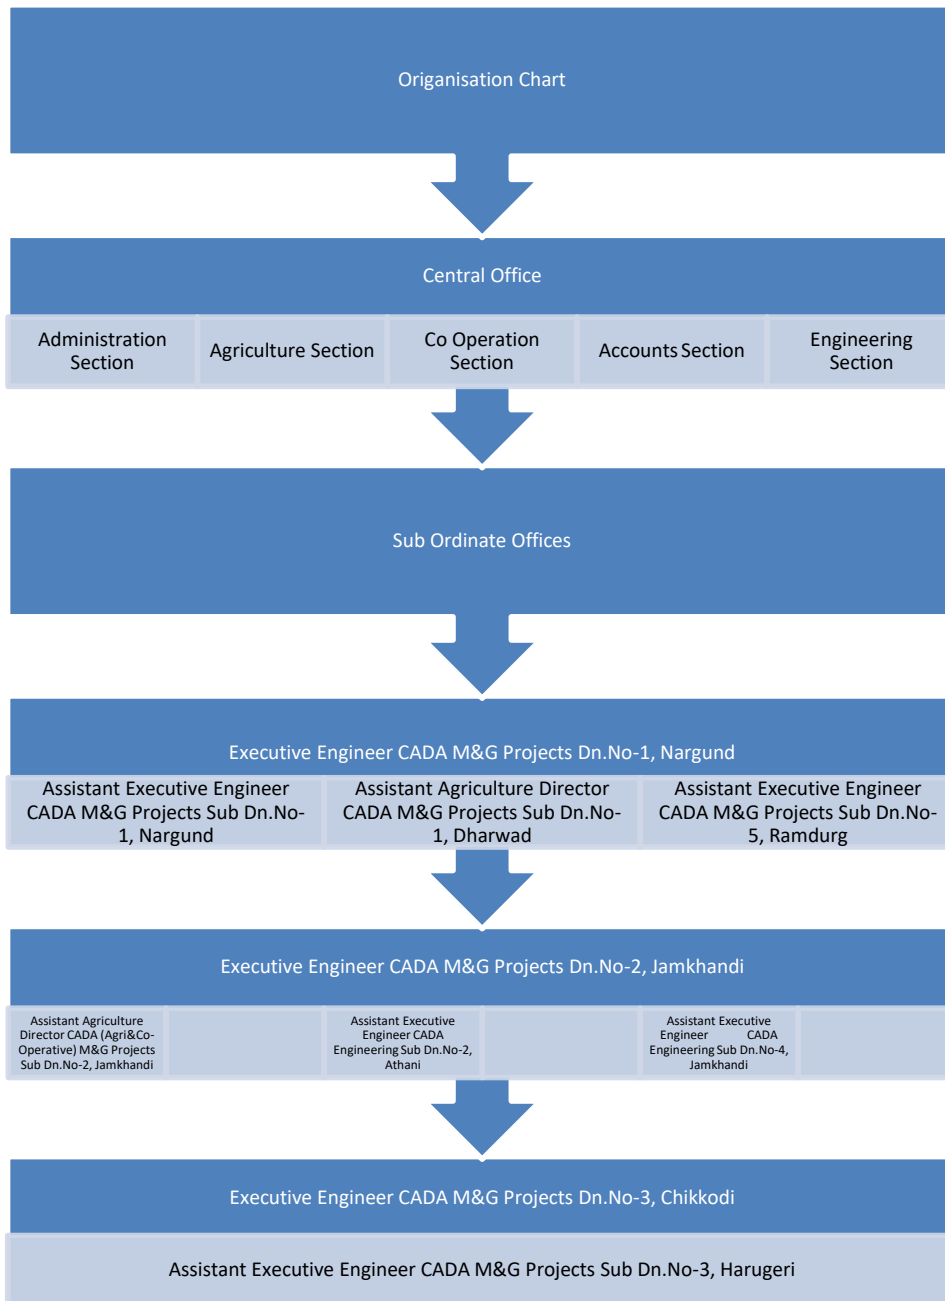 Origanisation Chart
Central Office
Administration
Section
Agriculture Section
Co Operation
Section
Accounts Section
Engineering
Section
Sub Ordinate Offices
Executive Engineer CADA M&G Projects Dn.No-1, Nargund
Assistant Executive Engineer
CADA M&G Projects Sub Dn.No-
1, Nargund
Assistant Agriculture Director
CADA M&G Projects Sub Dn.No-
1, Dharwad
Assistant Executive Engineer
CADA M&G Projects Sub Dn.No-
5, Ramdurg
Executive Engineer CADA M&G Projects Dn.No-2, Jamkhandi
Assistant Agriculture
Director CADA (Agri&Co-
Operative) M&G Projects
Sub Dn.No-2, Jamkhandi
Assistant Executive
Engineer CADA
Engineering Sub Dn.No-2,
Athani
Assistant Executive
Engineer CADA
Engineering Sub Dn.No-4,
Jamkhandi
Executive Engineer CADA M&G Projects Dn.No-3, Chikkodi
Assistant Executive Engineer CADA M&G Projects Sub Dn.No-3, Harugeri